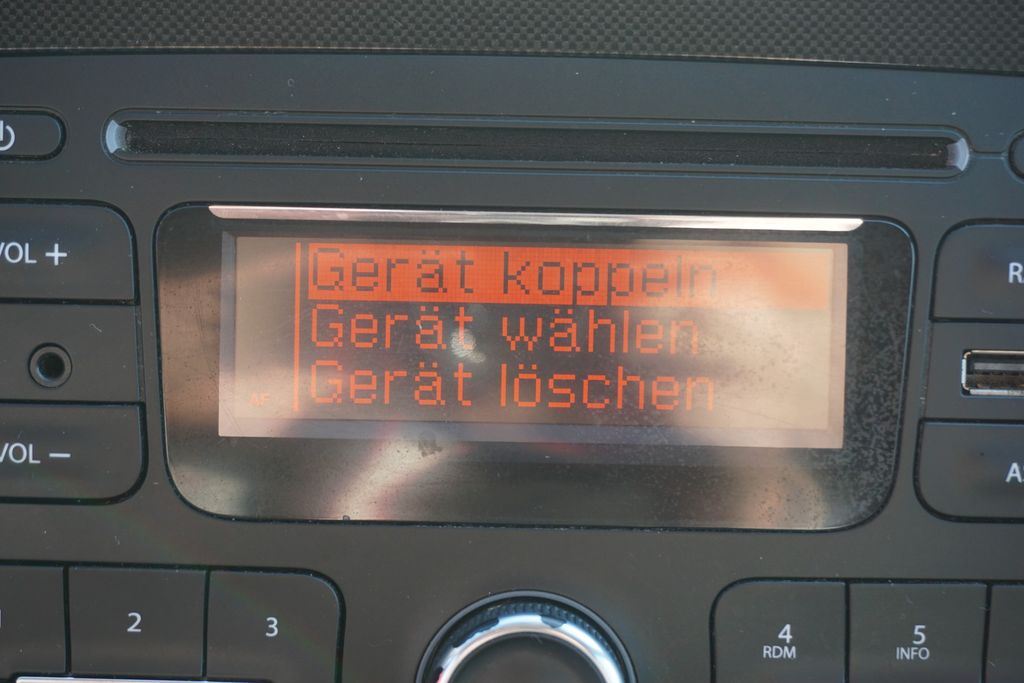 VOL +
Gerät koppeln
Gerät wählen
Gerät löschen
AF
VOL –
2
3
4
RDM
5
INFO